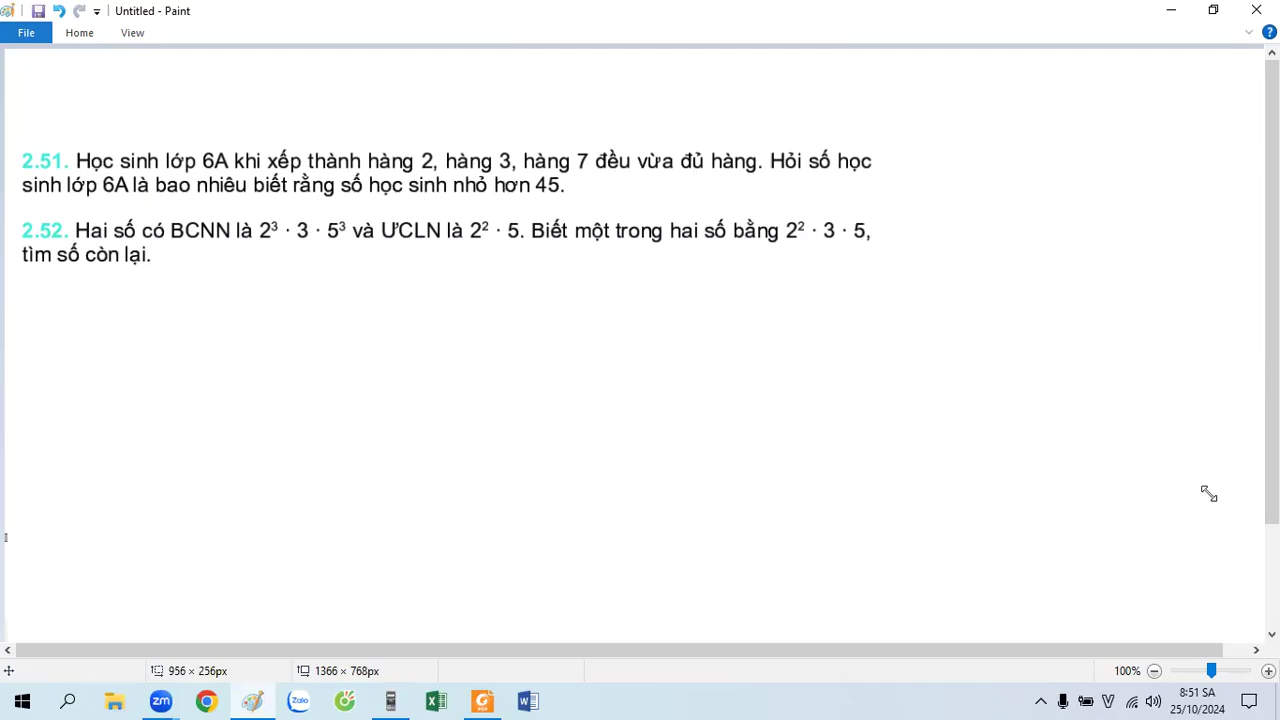 Untitled - Paint
File Home View
2.51. Học sinh lớp 6A khi xếp thành hàng 2, hàng 3, hàng 7 đều vừa đủ hàng. Hỏi số học
sinh lớp 6A là bao nhiêu biết rằng số học sinh nhỏ hơn 45.
2.52. Hai số có BCNN là 2³ · 3 · 5³ và ƯCLN là 2² · 5. Biết một trong hai số bằng 2² · 3 · 5,
tìm số còn lại.
956 × 256px 1366 × 768px 100%
zm Zalo
8:51 SA
25/10/2024